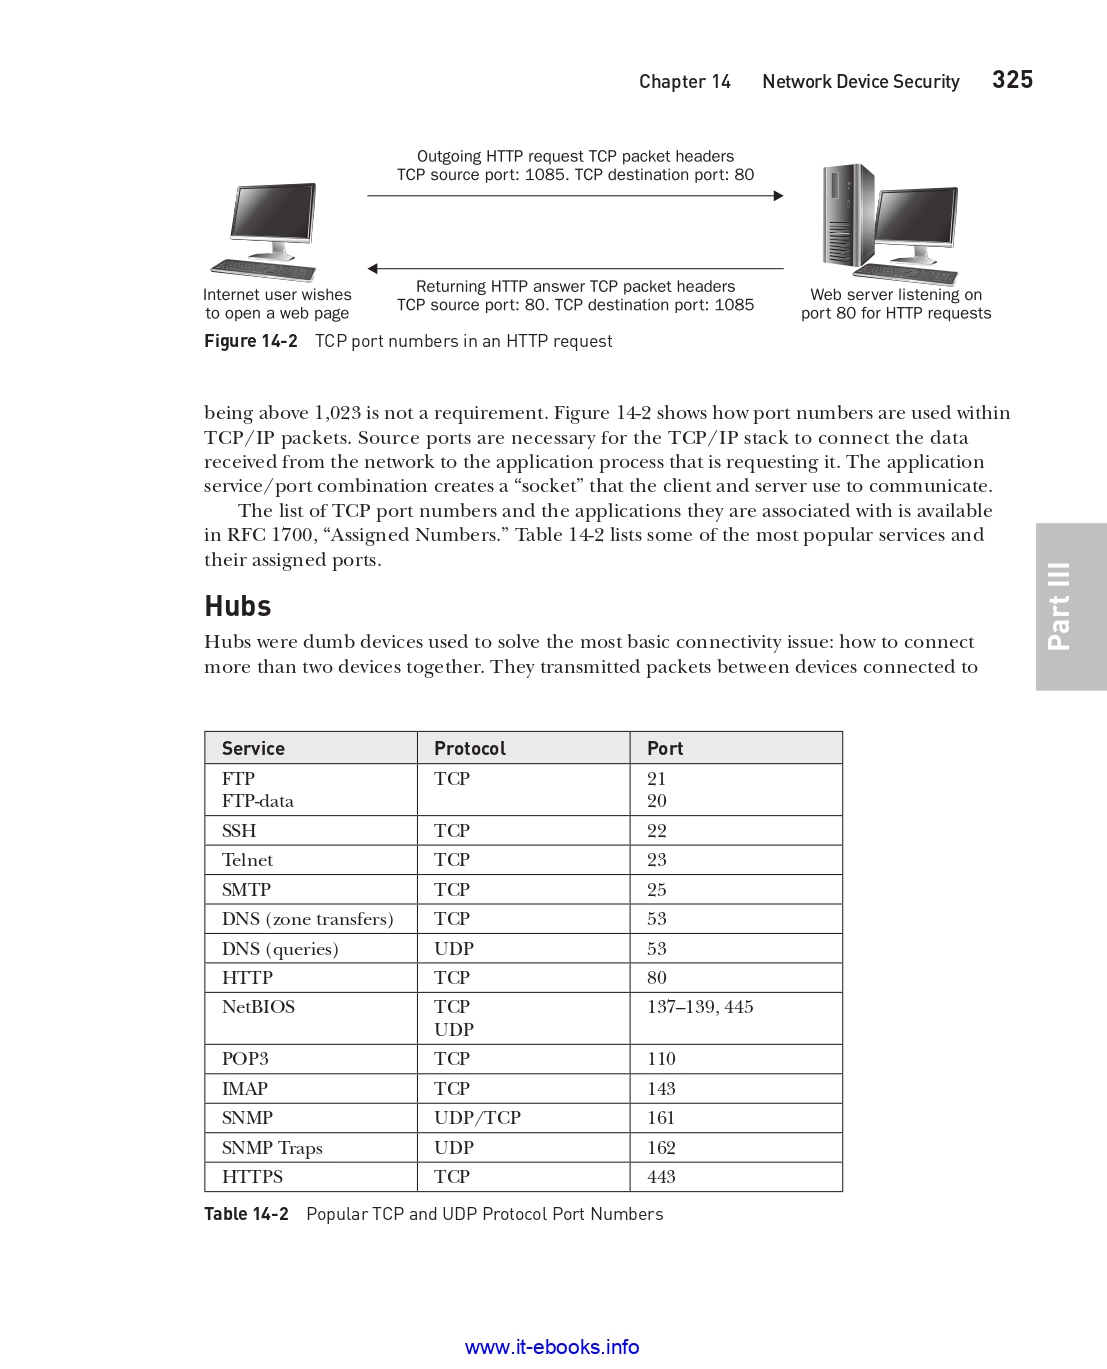 Chapter 14 Network Device Security 325
Outgoing HTTP request TCP packet headers
TCP source port: 1085. TCP destination port: 80
Returning HTTP answer TCP packet headers
TCP source port: 80. TCP destination port: 1085
Internet user wishes
to open a web page
Web server listening on
port 80 for HTTP requests
Figure 14-2 TCP port numbers in an HTTP request
being above 1,023 is not a requirement. Figure 14-2 shows how port numbers are used within
TCP/IP packets. Source ports are necessary for the TCP/IP stack to connect the data
received from the network to the application process that is requesting it. The application
service/port combination creates a “socket” that the client and server use to communicate.
The list of TCP port numbers and the applications they are associated with is available
in RFC 1700, “Assigned Numbers.” Table 14-2 lists some of the most popular services and
their assigned ports.
Part III
Hubs
Hubs were dumb devices used to solve the most basic connectivity issue: how to connect
more than two devices together. They transmitted packets between devices connected to
Service Protocol Port
FTP TCP 21
FTP-data 20
SSH TCP 22
Telnet TCP 23
SMTP TCP 25
DNS (zone transfers) TCP 53
DNS (queries) UDP 53
HTTP TCP 80
NetBIOS TCP 137–139, 445
UDP
POP3 TCP 110
IMAP TCP 143
SNMP UDP/TCP 161
SNMP Traps UDP 162
HTTPS TCP 443
Table 14-2 Popular TCP and UDP Protocol Port Numbers
www.it-ebooks.info